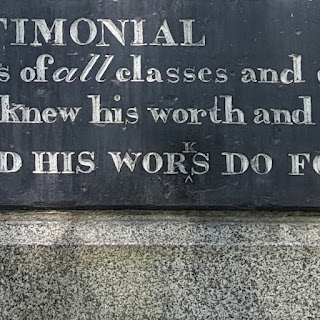 TIMONIAL
s of all classes and
knew his worth and
D HIS WORKS DO FO